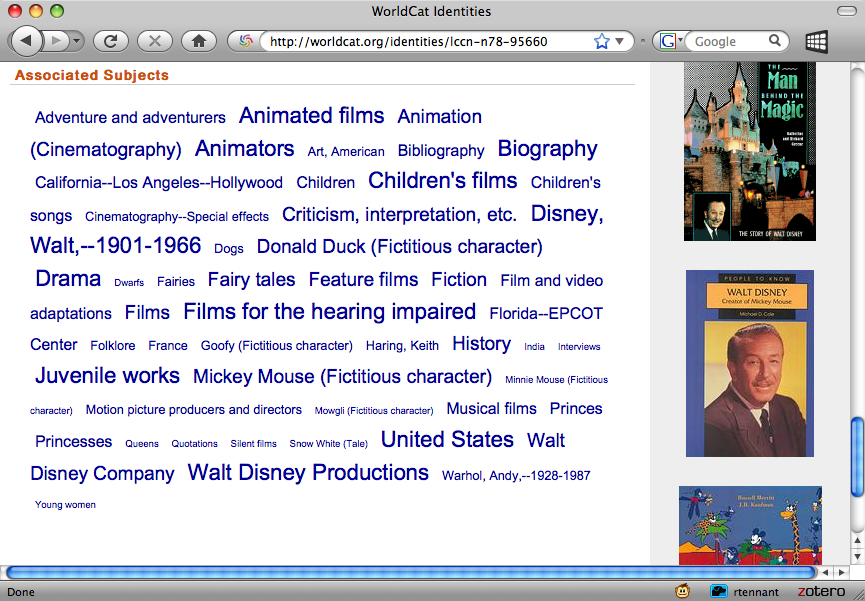 WorldCat Identities
http://worldcat.org/identities/lccn-n78-95660
G
Google
Associated Subjects
Adventure and adventurers Animated films Animation
(Cinematography) Animators Art, American Bibliography Biography
California--Los Angeles--Hollywood Children Children's films Children's
songs Cinematography--Special effects Criticism, interpretation, etc. Disney,
Walt,--1901-1966 Dogs Donald Duck (Fictitious character)
Drama Dwarfs Fairies Fairy tales Feature films Fiction Film and video
adaptations Films Films for the hearing impaired Florida--EPCOT
Center Folklore France Goofy (Fictitious character) Haring, Keith History India Interviews
Juvenile works Mickey Mouse (Fictitious character) Minnie Mouse (Fictitious
character) Motion picture producers and directors Mowgli (Fictitious character) Musical films Princes
Princesses Queens Quotations Silent films Snow White (Tale) United States Walt
Disney Company Walt Disney Productions Warhol, Andy,--1928-1987
Young women
THE
Man
BEHIND THE
Magic
Katherine
and Richard
Greene
THE STORY OF WALT DISNEY
PEOPLE TO KNOW
WALT DISNEY
Creator of Mickey Mouse
Michael D. Cole
Russell Merritt
J.B. Kaufman
Done
rtennant
zotero